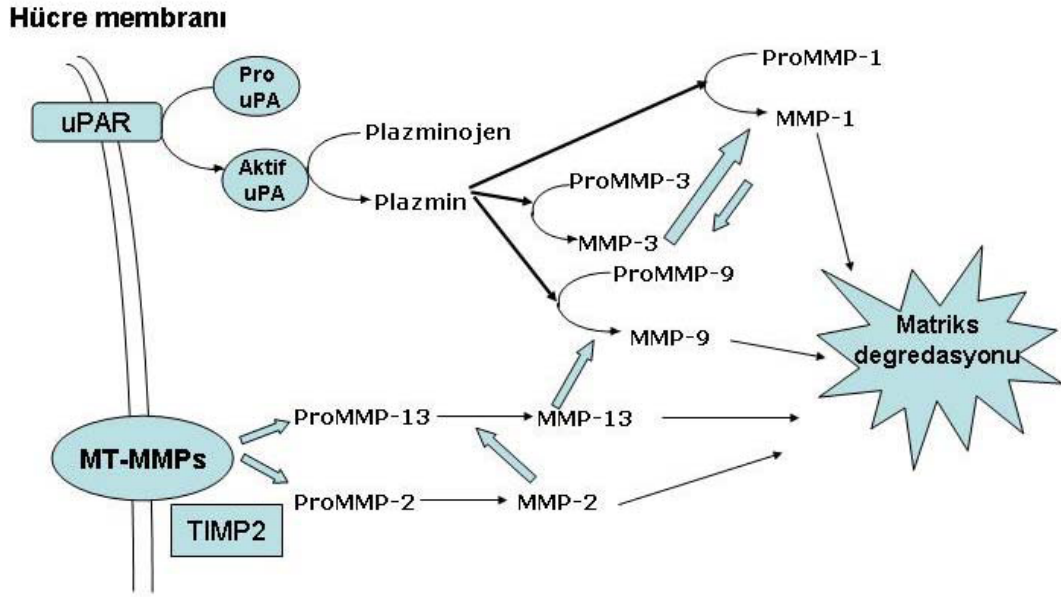 Hücre membranı
Pro
uPA
uPAR
Aktif
uPA
Plazminojen
Plazmin
ProMMP-1
MMP-1
ProMMP-3
MMP-3
ProMMP-9
MMP-9
Matriks
degredasyonu
ProMMP-13
MMP-13
MT-MMPs
ProMMP-2
MMP-2
TIMP2